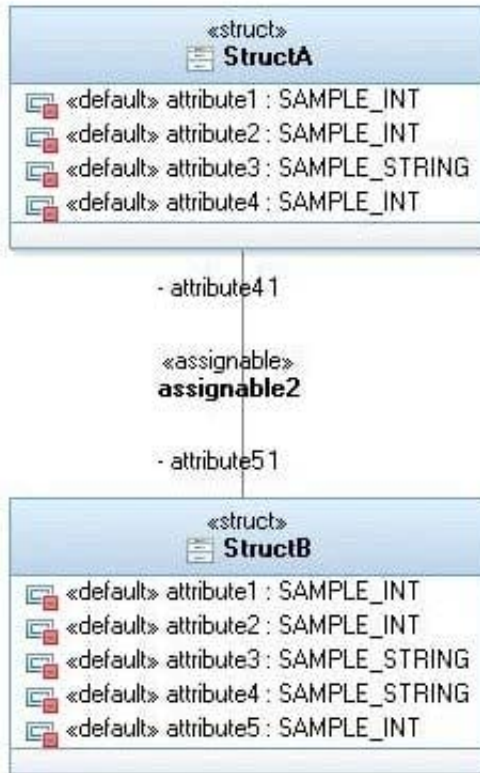 «struct»
StructA
«default» attribute1 : SAMPLE_INT
«default» attribute2 : SAMPLE_INT
«default» attribute3 : SAMPLE_STRING
«default» attribute4 : SAMPLE_INT
- attribute4 1
«assignable»
assignable2
- attribute5 1
«struct»
StructB
«default» attribute1 : SAMPLE_INT
«default» attribute2 : SAMPLE_INT
«default» attribute3 : SAMPLE_STRING
«default» attribute4 : SAMPLE_STRING
«default» attribute5 : SAMPLE_INT